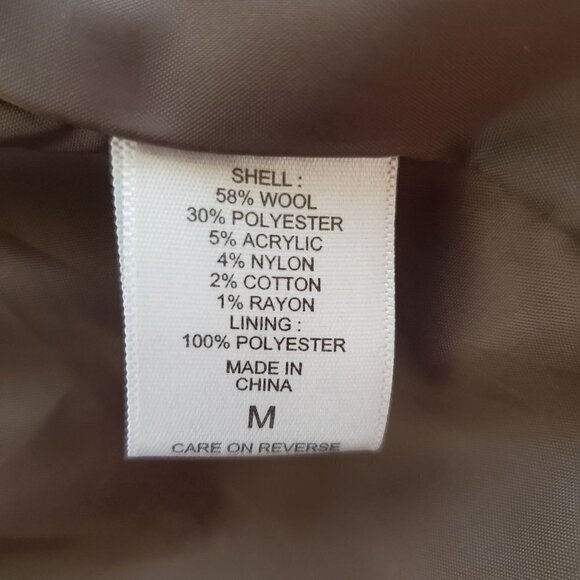 SHELL :
58% WOOL
30% POLYESTER
5% ACRYLIC
4% NYLON
2% COTTON
1% RAYON
LINING :
100% POLYESTER
MADE IN
CHINA
M
CARE ON REVERSE